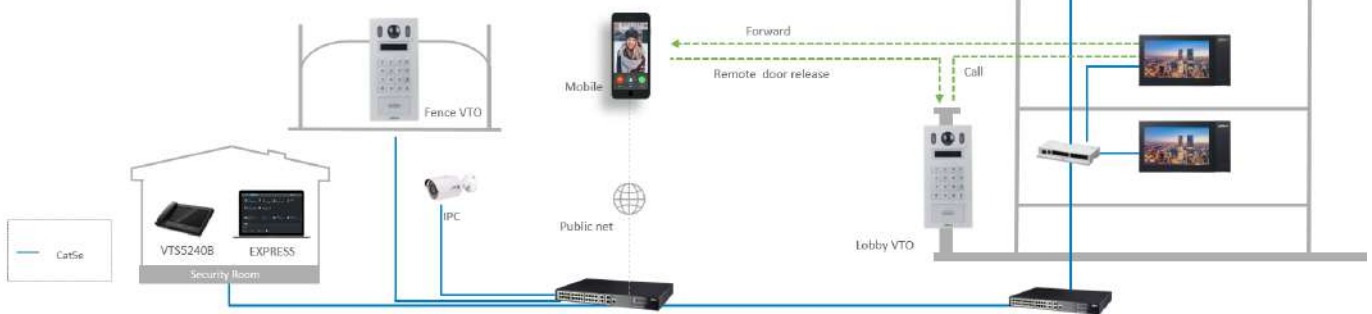 Forward
Remote door release
Call
Mobile
Fence VTO
IPC
Public net
VTS5240B
EXPRESS
Lobby VTO
Cat5e
Security Room